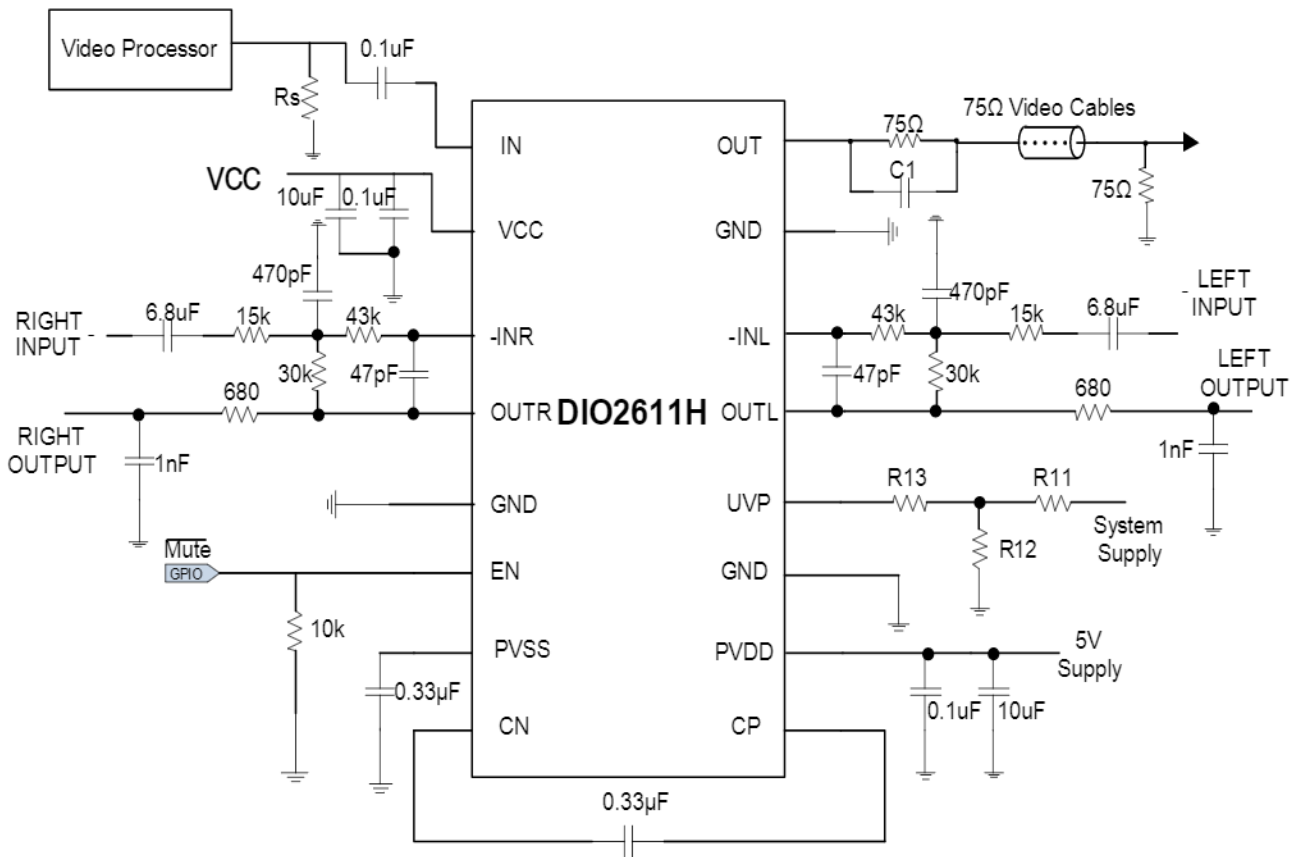 Video Processor
0.1uF
Rs
75Ω Video Cables
75Ω
C1
75Ω
IN
OUT
VCC
10uF
0.1uF
VCC
GND
470pF
470pF
RIGHT
INPUT
-
6.8uF
15k
43k
-INR
-INL
43k
15k
6.8uF
-
LEFT
INPUT
30k
47pF
47pF
30k
680
OUTR
DIO2611H
OUTL
680
LEFT
OUTPUT
RIGHT
OUTPUT
1nF
1nF
GND
UVP
R13
R11
R12
System
Supply
Mute
GPIO
EN
GND
10k
PVSS
PVDD
5V
Supply
0.33µF
0.1uF
10uF
CN
CP
0.33µF